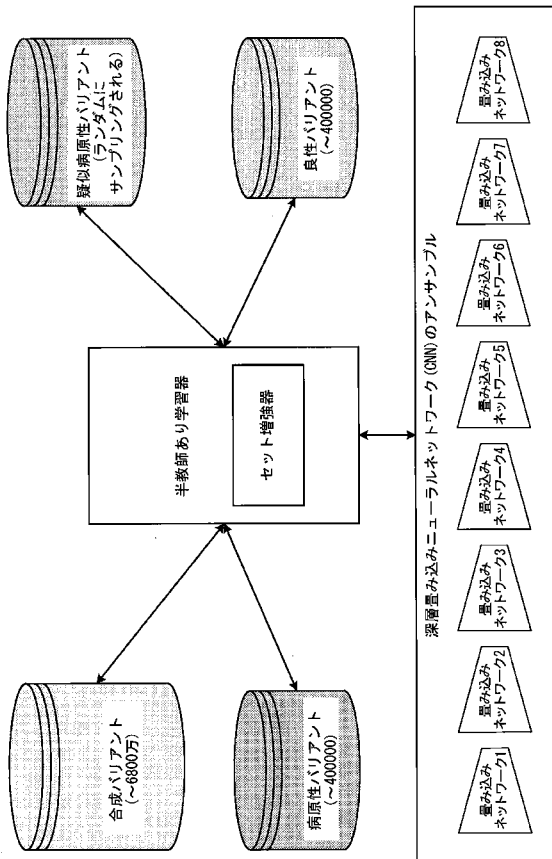 合成バリアント
(~6800万)
疑似病原性バリアント
(ランダムに
サンプリングされる)
半教師あり学習器
セット増強器
病原性バリアント
(~400000)
良性バリアント
(~400000)
深層畳み込みニューラルネットワーク(CNN)のアンサンブル
畳み込み
ネットワーク1
畳み込み
ネットワーク2
畳み込み
ネットワーク3
畳み込み
ネットワーク4
畳み込み
ネットワーク5
畳み込み
ネットワーク6
畳み込み
ネットワーク7
畳み込み
ネットワーク8